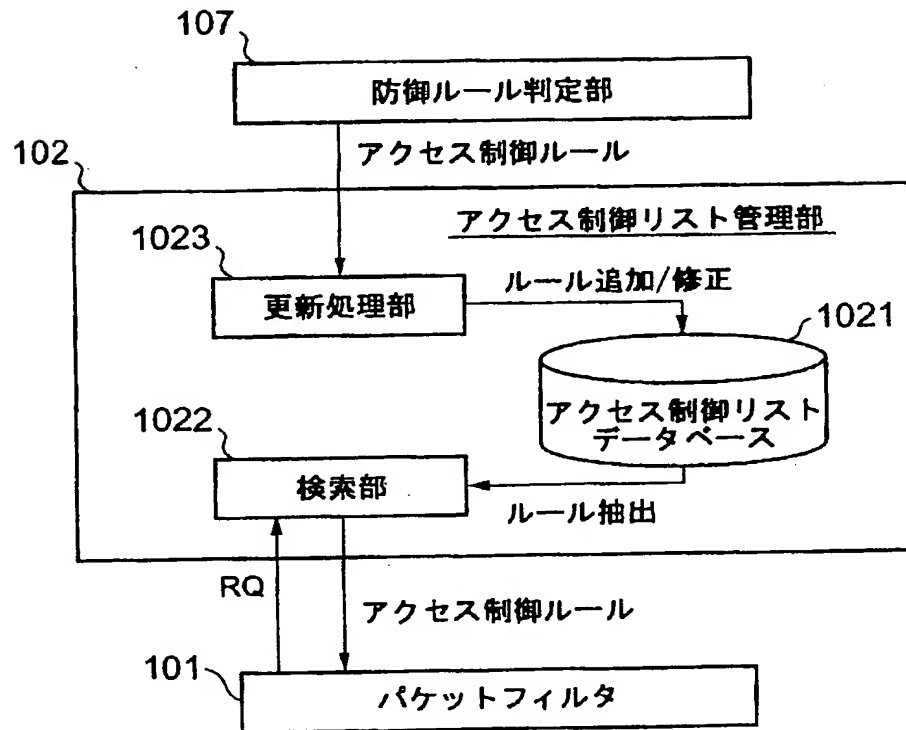 107
防御ルール判定部
アクセス制御ルール
102
アクセス制御リスト管理部
1023
更新処理部
ルール追加/修正
1021
アクセス制御リスト
データベース
1022
検索部
ルール抽出
RQ
アクセス制御ルール
101
パケットフィルタ